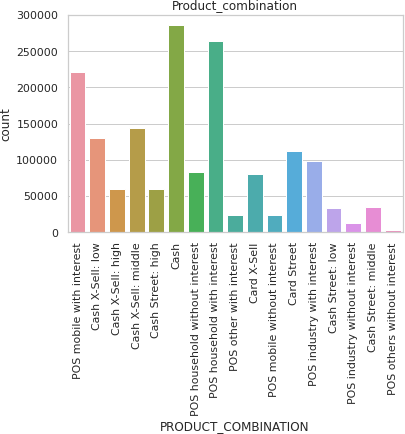 Product_combination
300000
250000
200000
150000
100000
50000
0
count
POS mobile with interest
Cash X-Sell: low
Cash X-Sell: high
Cash X-Sell: middle
Cash Street: high
Cash
POS household without interest
POS household with interest
POS other with interest
Card X-Sell
POS mobile without interest
Card Street
POS industry with interest
Cash Street: low
POS industry without interest
Cash Street: middle
POS others without interest
PRODUCT_COMBINATION